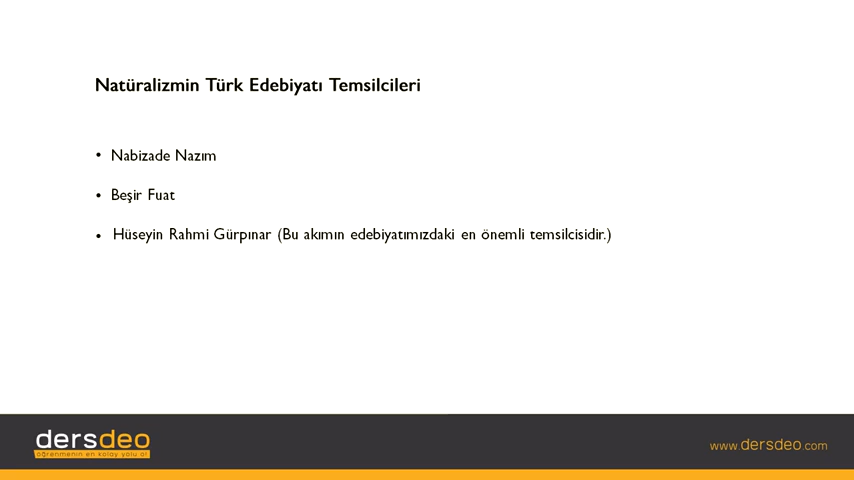 Natüralizmin Türk Edebiyatı Temsilcileri
• Nabizade Nazım
• Beşir Fuat
• Hüseyin Rahmi Gürpınar (Bu akımın edebiyatımızdaki en önemli temsilcisidir.)
dersdeo
öğrenmenin en kolay yolu o!
www.dersdeo.com